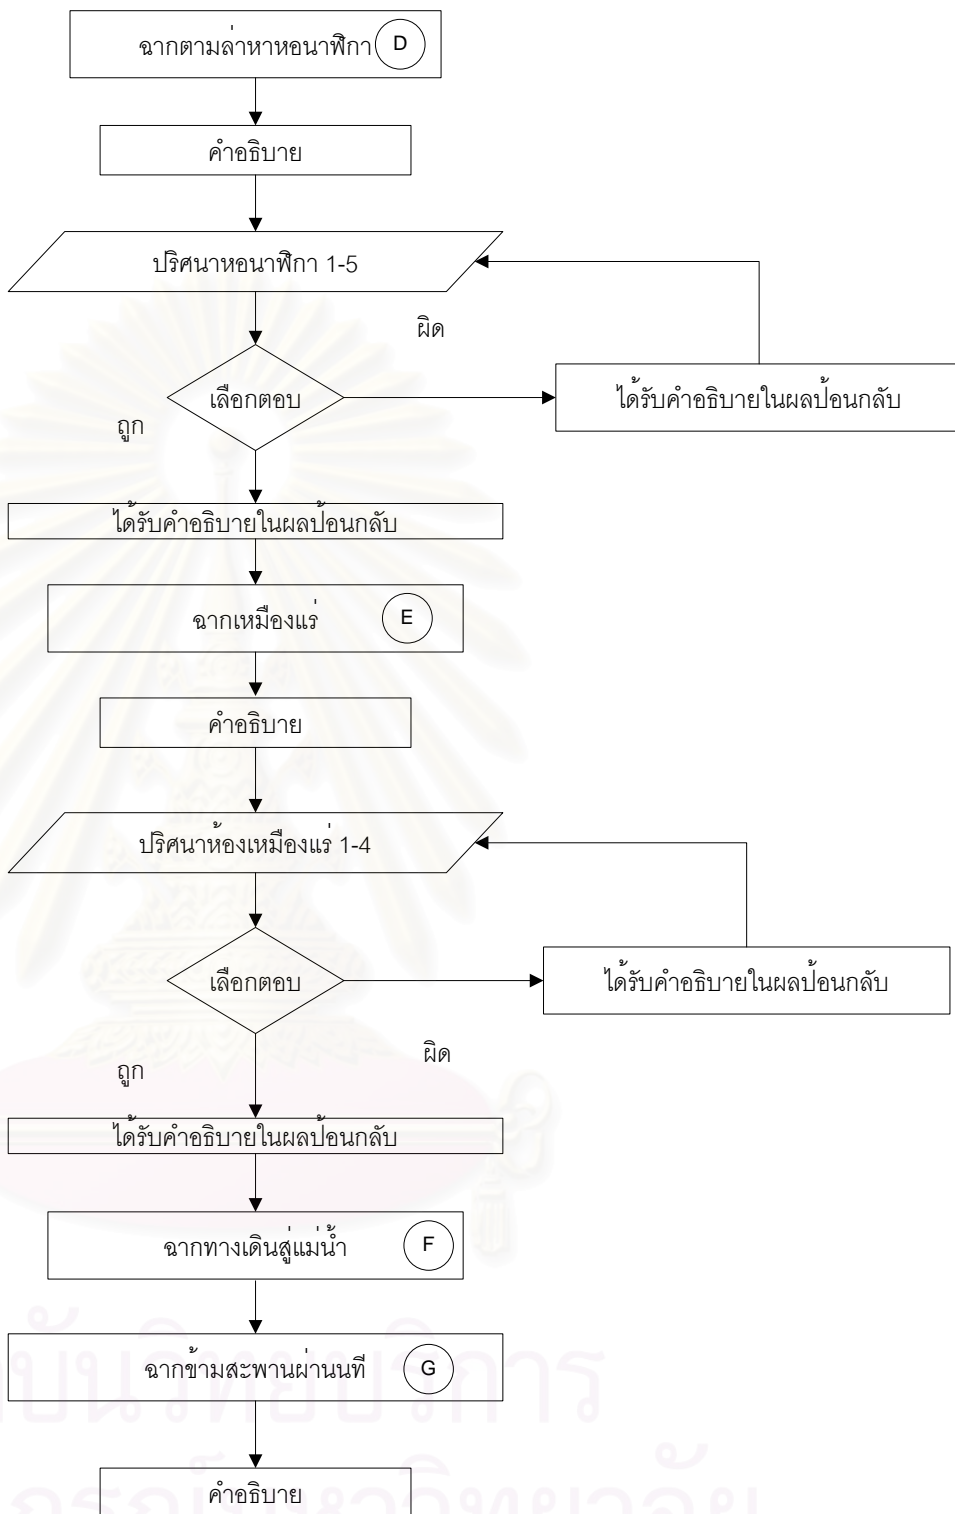 ฉากตามล่าหาหอนาฬิกา D
คำอธิบาย
ปริศนาหอนาฬิกา 1-5
ผิด
เลือกตอบ
ได้รับคำอธิบายในผลป้อนกลับ
ถูก
ได้รับคำอธิบายในผลป้อนกลับ
ฉากเหมืองแร่ E
คำอธิบาย
ปริศนาห้องเหมืองแร่ 1-4
เลือกตอบ
ได้รับคำอธิบายในผลป้อนกลับ
ผิด
ถูก
ได้รับคำอธิบายในผลป้อนกลับ
ฉากทางเดินสู่แม่น้ำ F
ฉากข้ามสะพานผ่านนที G
คำอธิบาย